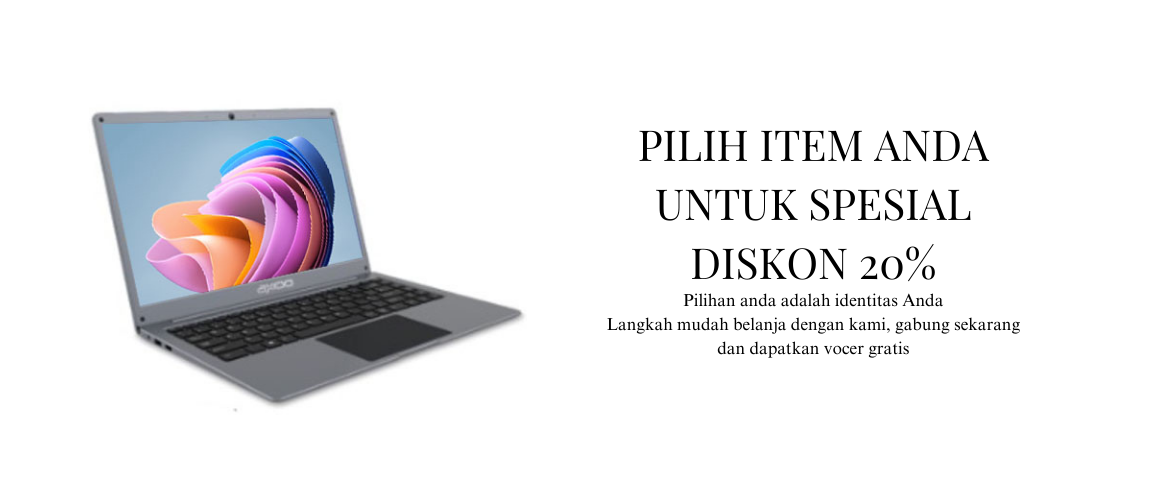 PILIH ITEM ANDA
UNTUK SPESIAL
DISKON 20%
Pilihan anda adalah identitas Anda
Langkah mudah belanja dengan kami, gabung sekarang
dan dapatkan vocer gratis